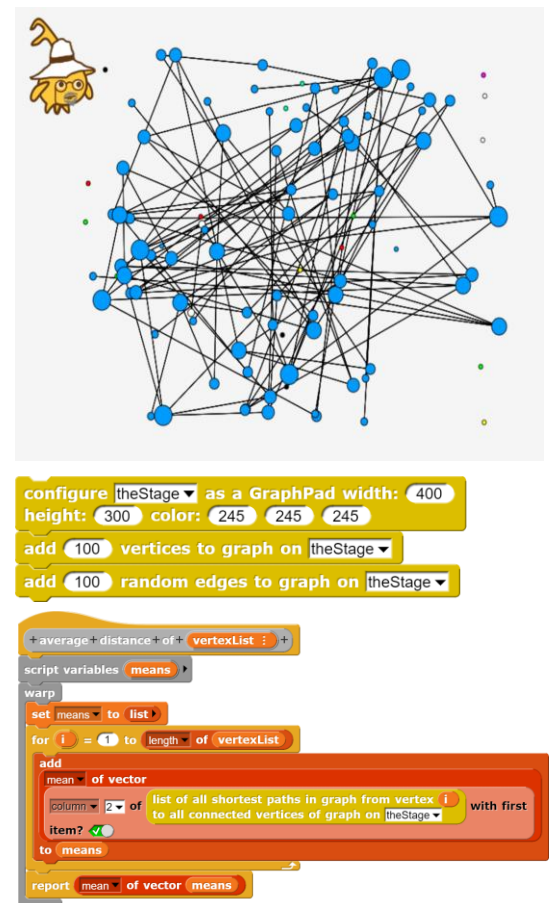 configure theStage as a GraphPad width: 400
height: 300 color: 245 245 245
add 100 vertices to graph on theStage
add 100 random edges to graph on theStage
+average+distance+of+ vertexList : +
script variables means
warp
set means to list
for i = 1 to length of vertexList
add
mean of vector
column 2 of list of all shortest paths in graph from vertex i to all connected vertices of graph on theStage with first
item?
to means
report mean of vector means